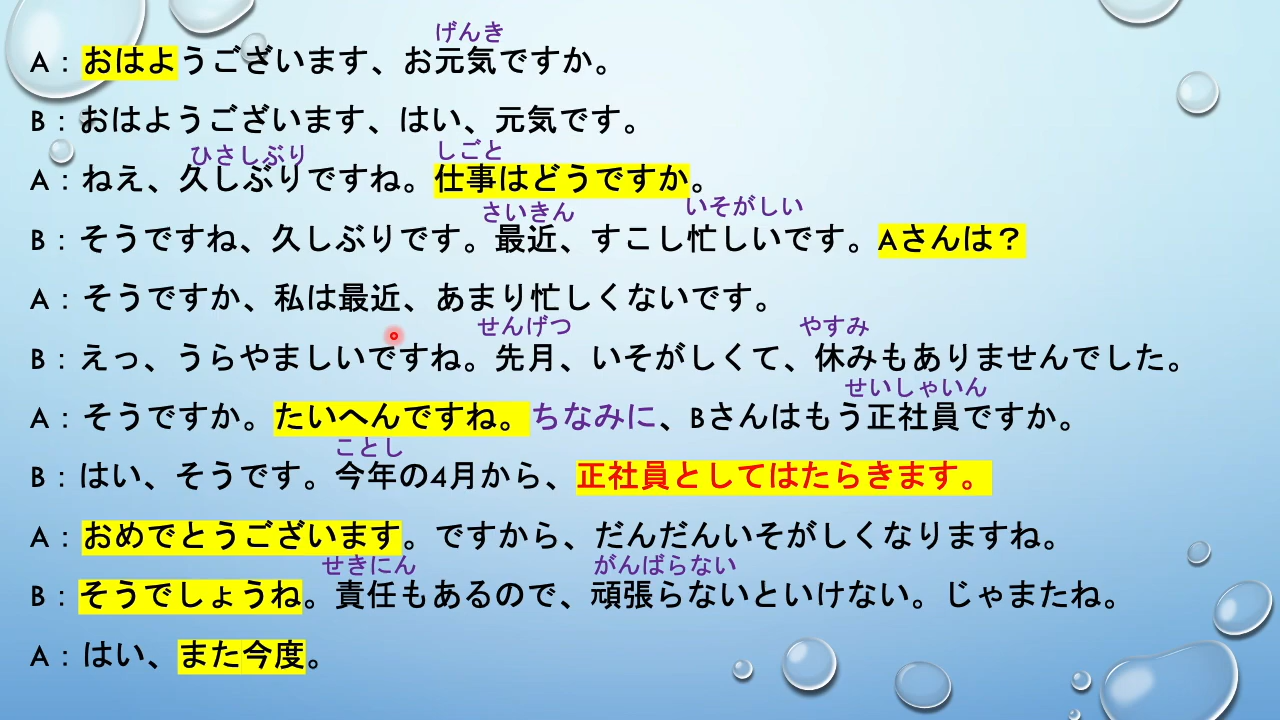 げんき
A：おはようございます、お元気ですか。
B：おはようございます、はい、元気です。
ひさしぶり しごと
A：ねえ、久しぶりですね。仕事はどうですか。
さいきん いそがしい
B：そうですね、久しぶりです。最近、すこし忙しいです。Aさんは？
A：そうですか、私は最近、あまり忙しくないです。
せんげつ やすみ
B：えっ、うらやましいですね。先月、いそがしくて、休みもありませんでした。
せいしゃいん
A：そうですか。たいへんですね。ちなみに、Bさんはもう正社員ですか。
ことし
B：はい、そうです。今年の4月から、正社員としてはたらきます。
A：おめでとうございます。ですから、だんだんいそがしくなりますね。
せきにん がんばらない
B：そうでしょうね。責任もあるので、頑張らないといけない。じゃまたね。
A：はい、また今度。